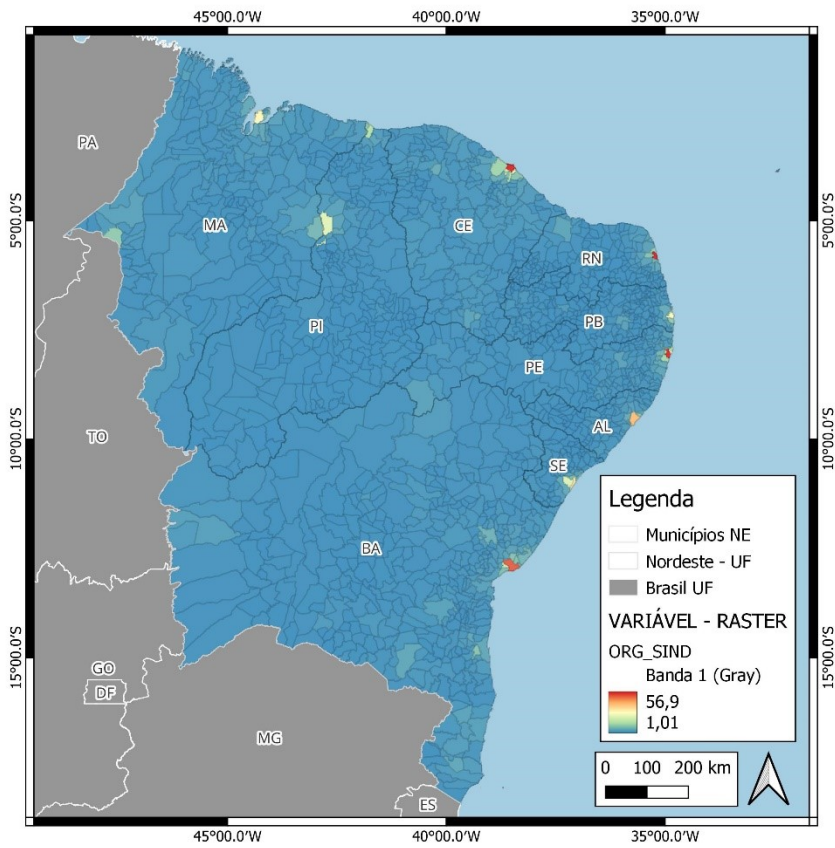 45°00.0'W 40°00.0'W 35°00.0'W
PA
5°00.0'S MA CE 5°00.0'S
RN
PI PB
PE
TO AL
10°00.0'S 10°00.0'S
SE
BA
Legenda
Municípios NE
Nordeste - UF
Brasil UF
VARIÁVEL - RASTER
ORG_SIND
Banda 1 (Gray)
56,9
1,01
15°00.0'S GO 15°00.0'S
DF
MG
0 100 200 km
ES
45°00.0'W 40°00.0'W 35°00.0'W